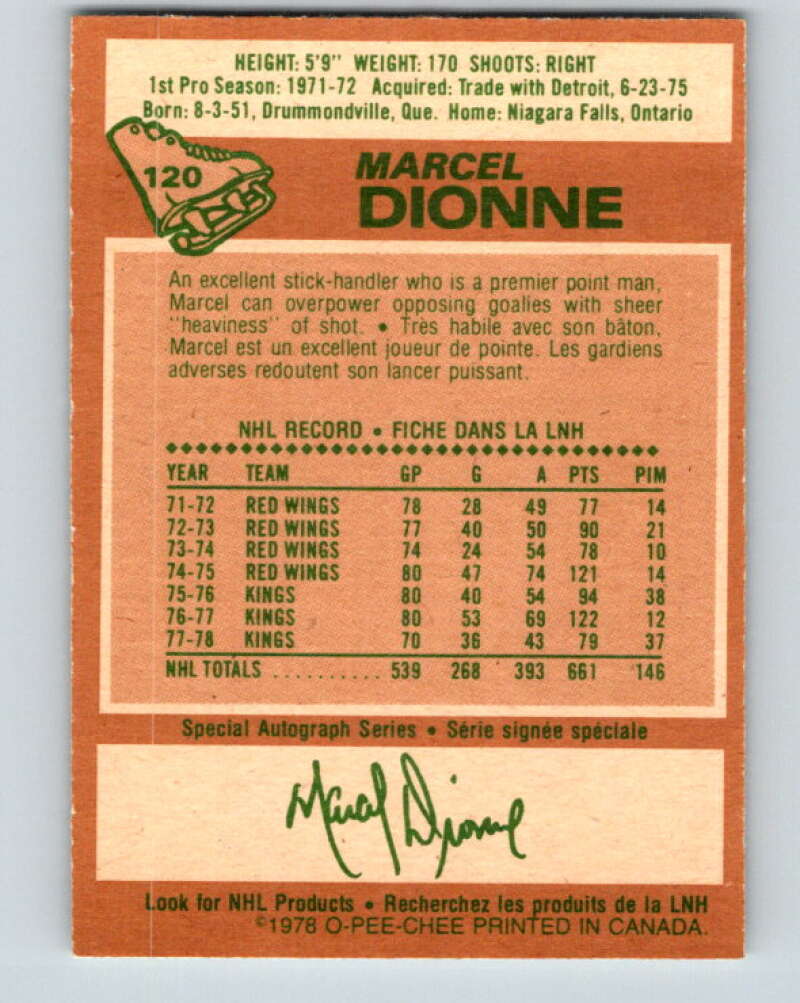 HEIGHT: 5'9" WEIGHT: 170 SHOOTS: RIGHT
1st Pro Season: 1971-72 Acquired: Trade with Detroit, 6-23-75
Born: 8-3-51, Drummondville, Que. Home: Niagara Falls, Ontario
120
MARCEL
DIONNE
An excellent stick-handler who is a premier point man,
Marcel can overpower opposing goalies with sheer
"heaviness" of shot. • Très habile avec son bâton,
Marcel est un excellent joueur de pointe. Les gardiens
adverses redoutent son lancer puissant.
NHL RECORD • FICHE DANS LA LNH
YEAR TEAM GP G A PTS PIM
71-72 RED WINGS 78 28 49 77 14
72-73 RED WINGS 77 40 50 90 21
73-74 RED WINGS 74 24 54 78 10
74-75 RED WINGS 80 47 74 121 14
75-76 KINGS 80 40 54 94 38
76-77 KINGS 80 53 69 122 12
77-78 KINGS 70 36 43 79 37
NHL TOTALS .......... 539 268 393 661 146
Special Autograph Series • Série signée spéciale
Marcel Dionne
Look for NHL Products • Recherchez les produits de la LNH
©1978 O-PEE-CHEE PRINTED IN CANADA.